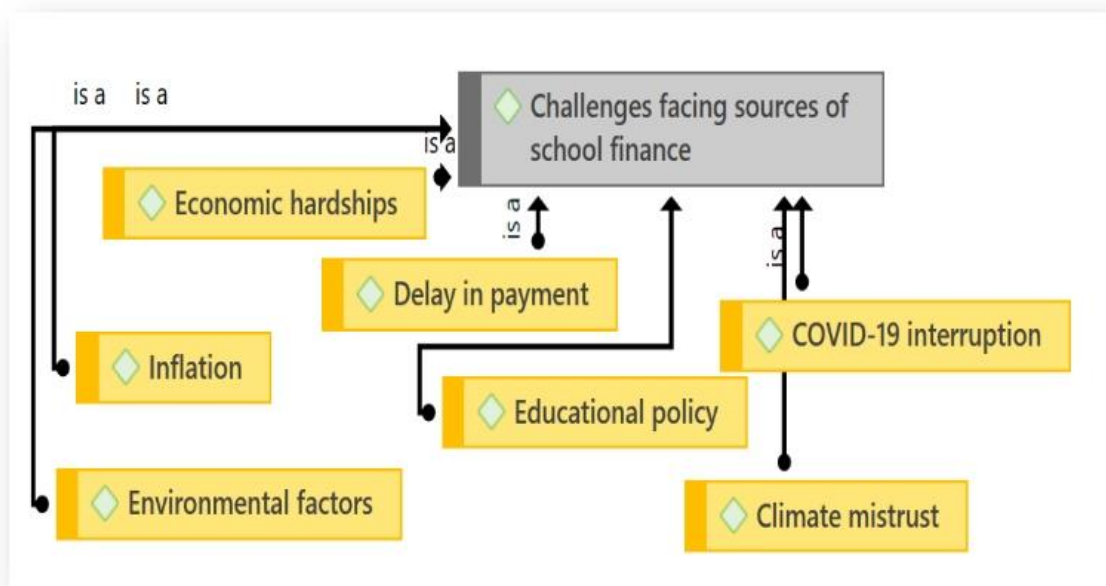 is a is a
Challenges facing sources of
school finance
is a
Economic hardships
is a
Delay in payment
is a
COVID-19 interruption
Inflation
Educational policy
Environmental factors
Climate mistrust